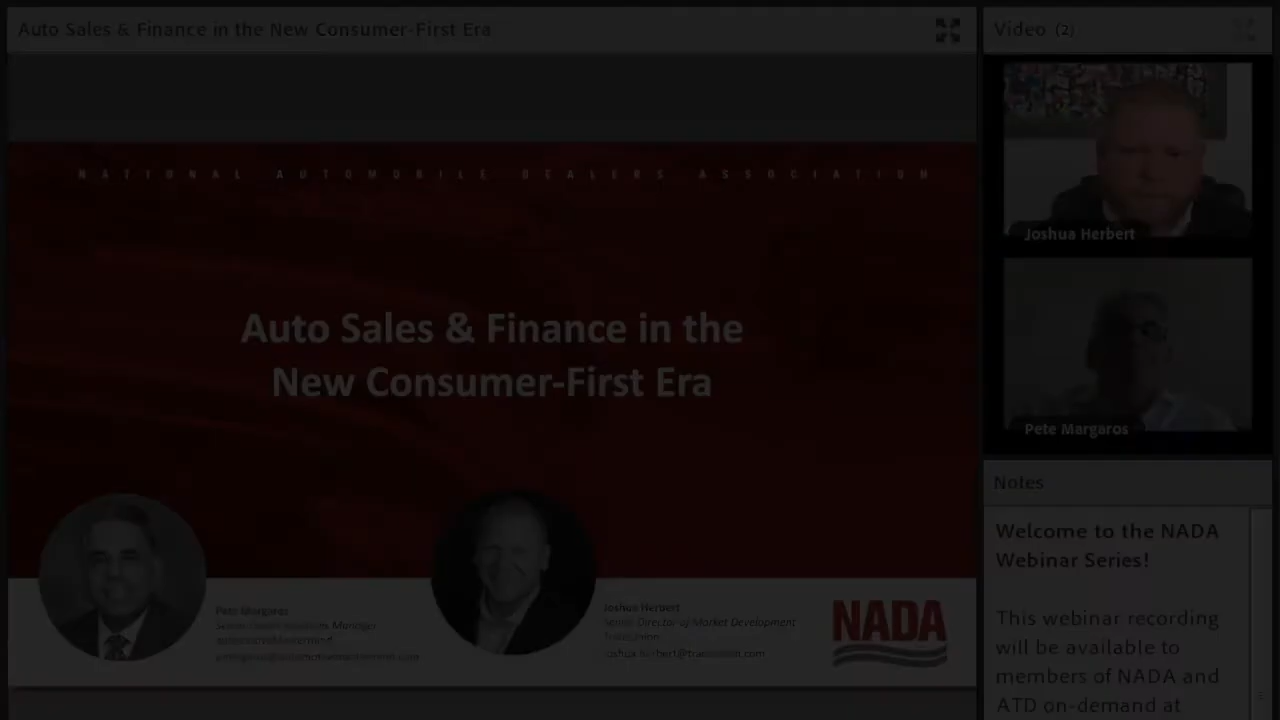 Auto Sales & Finance in the New Consumer-First Era
Video (2)
Joshua Herbert
Pete Margaros
NATIONAL AUTOMOBILE DEALERS ASSOCIATION
Auto Sales & Finance in the
New Consumer-First Era
Pete Margaros
Manager
Joshua Herbert
Senior Director of Market Development
TransUnion
NADA
Notes
Welcome to the NADA
Webinar Series!
This webinar recording
will be available to
members of NADA and
ATD on-demand at